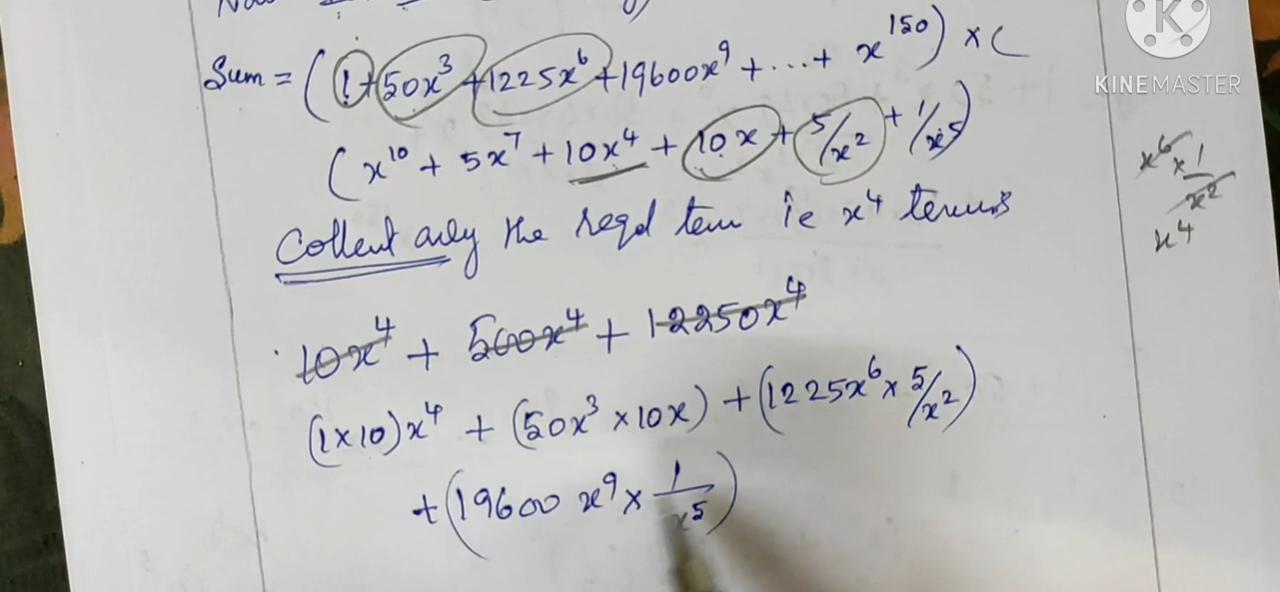 Sum = ( 1 + 50x³ + 1225x⁶ + 19600x⁹ + ... + x¹⁵⁰ ) × (
( x¹⁰ + 5x⁷ + 10x⁴ + 10x + 5/x² + 1/x⁵ )
Collect only the reqd term ie x⁴ terms
10x⁴ + 500x⁴ + 12250x⁴
(1×10)x⁴ + (50x³ × 10x) + (1225x⁶ × 5/x²)
+ (19600 x⁹ × 1/x⁵)
x⁶ × 1/x²
x⁴
K
KINEMASTER